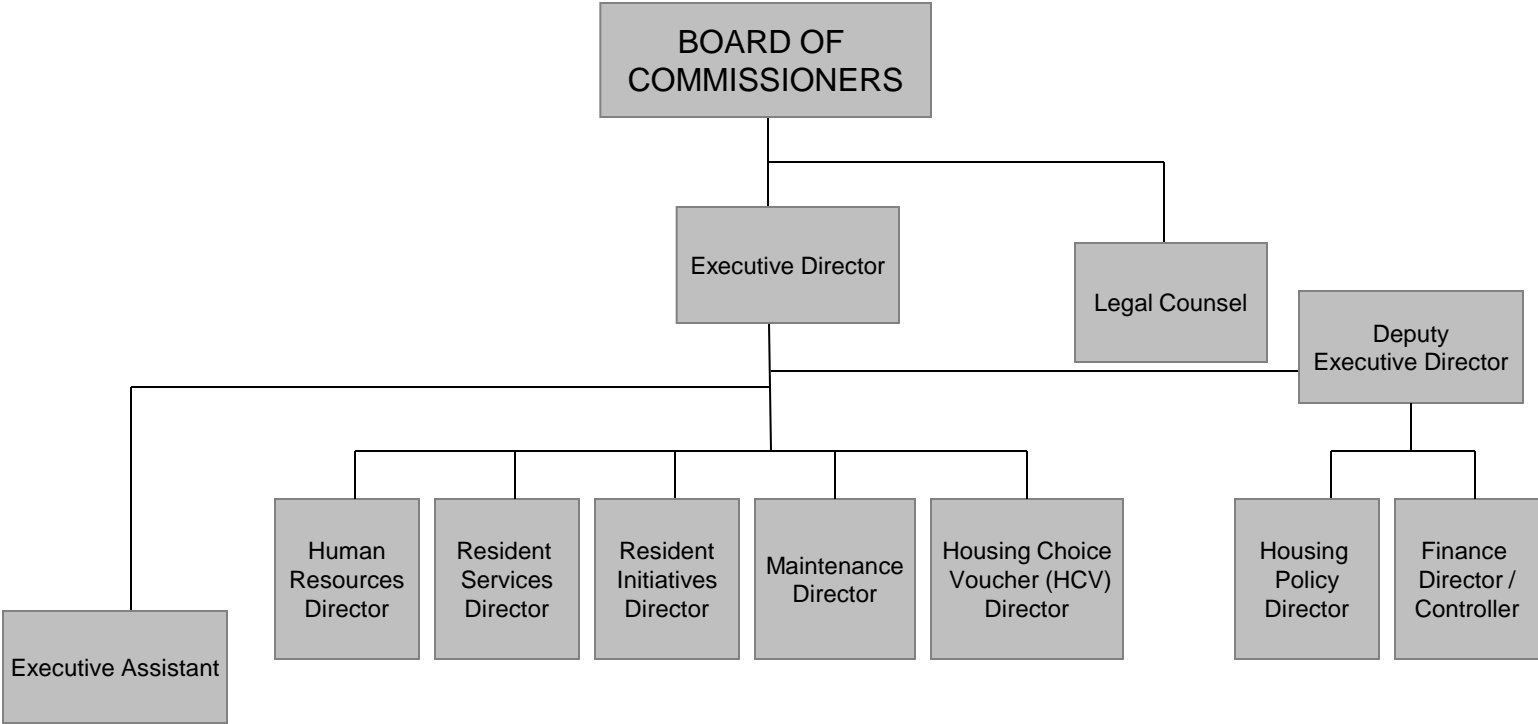 BOARD OF
COMMISSIONERS
Executive Director
Legal Counsel
Deputy
Executive Director
Human
Resources
Director
Resident
Services
Director
Resident
Initiatives
Director
Maintenance
Director
Housing Choice
Voucher (HCV)
Director
Housing
Policy
Director
Finance
Director /
Controller
Executive Assistant